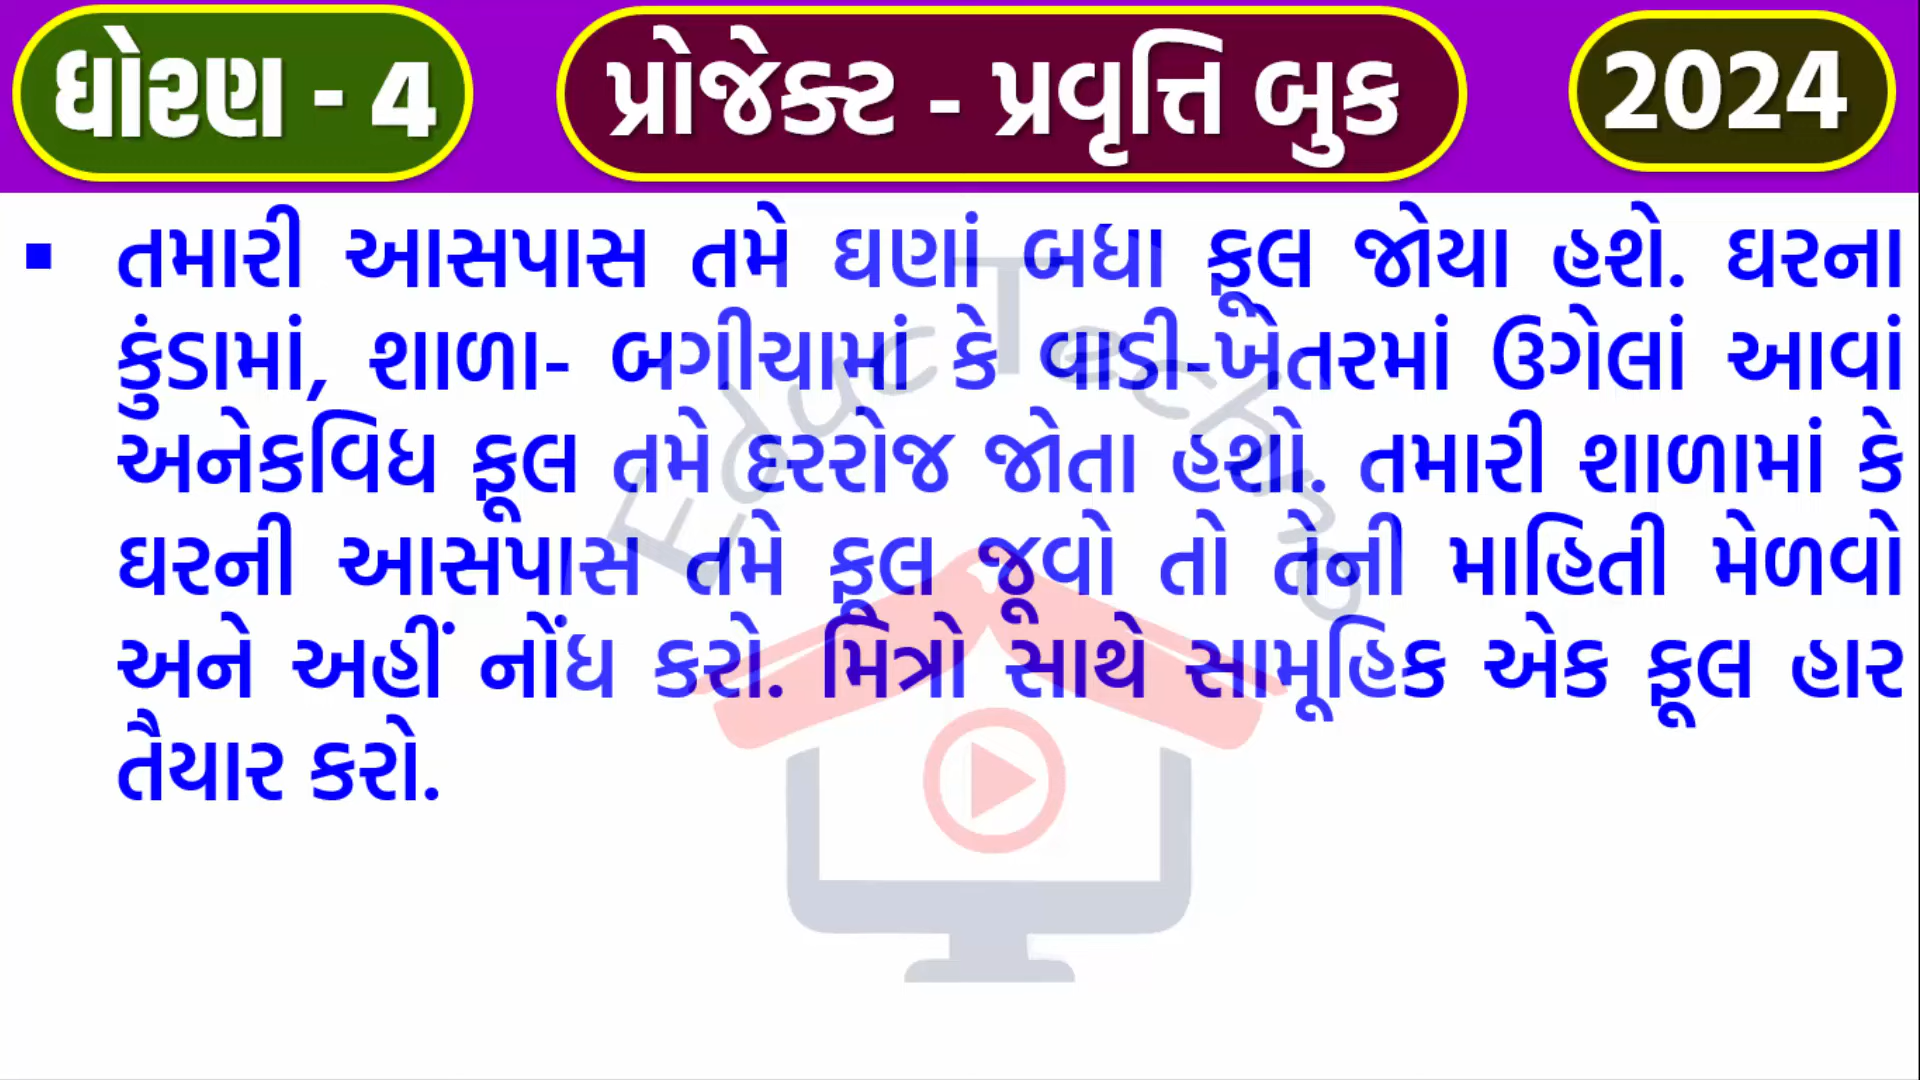 ધોરણ - 4
પ્રોજેક્ટ - પ્રવૃત્તિ બુક
2024
▪ તમારી આસપાસ તમે ઘણાં બધા ફૂલ જોયા હશે. ઘરના
કુંડામાં, શાળા- બગીચામાં કે વાડી-ખેતરમાં ઉગેલાં આવાં
અનેકવિધ ફૂલ તમે દરરોજ જોતા હશો. તમારી શાળામાં કે
ઘરની આસપાસ તમે ફૂલ જૂવો તો તેની માહિતી મેળવો
અને અહીં નોંધ કરો. મિત્રો સાથે સામૂહિક એક ફૂલ હાર
તૈયાર કરો.
EducTechno